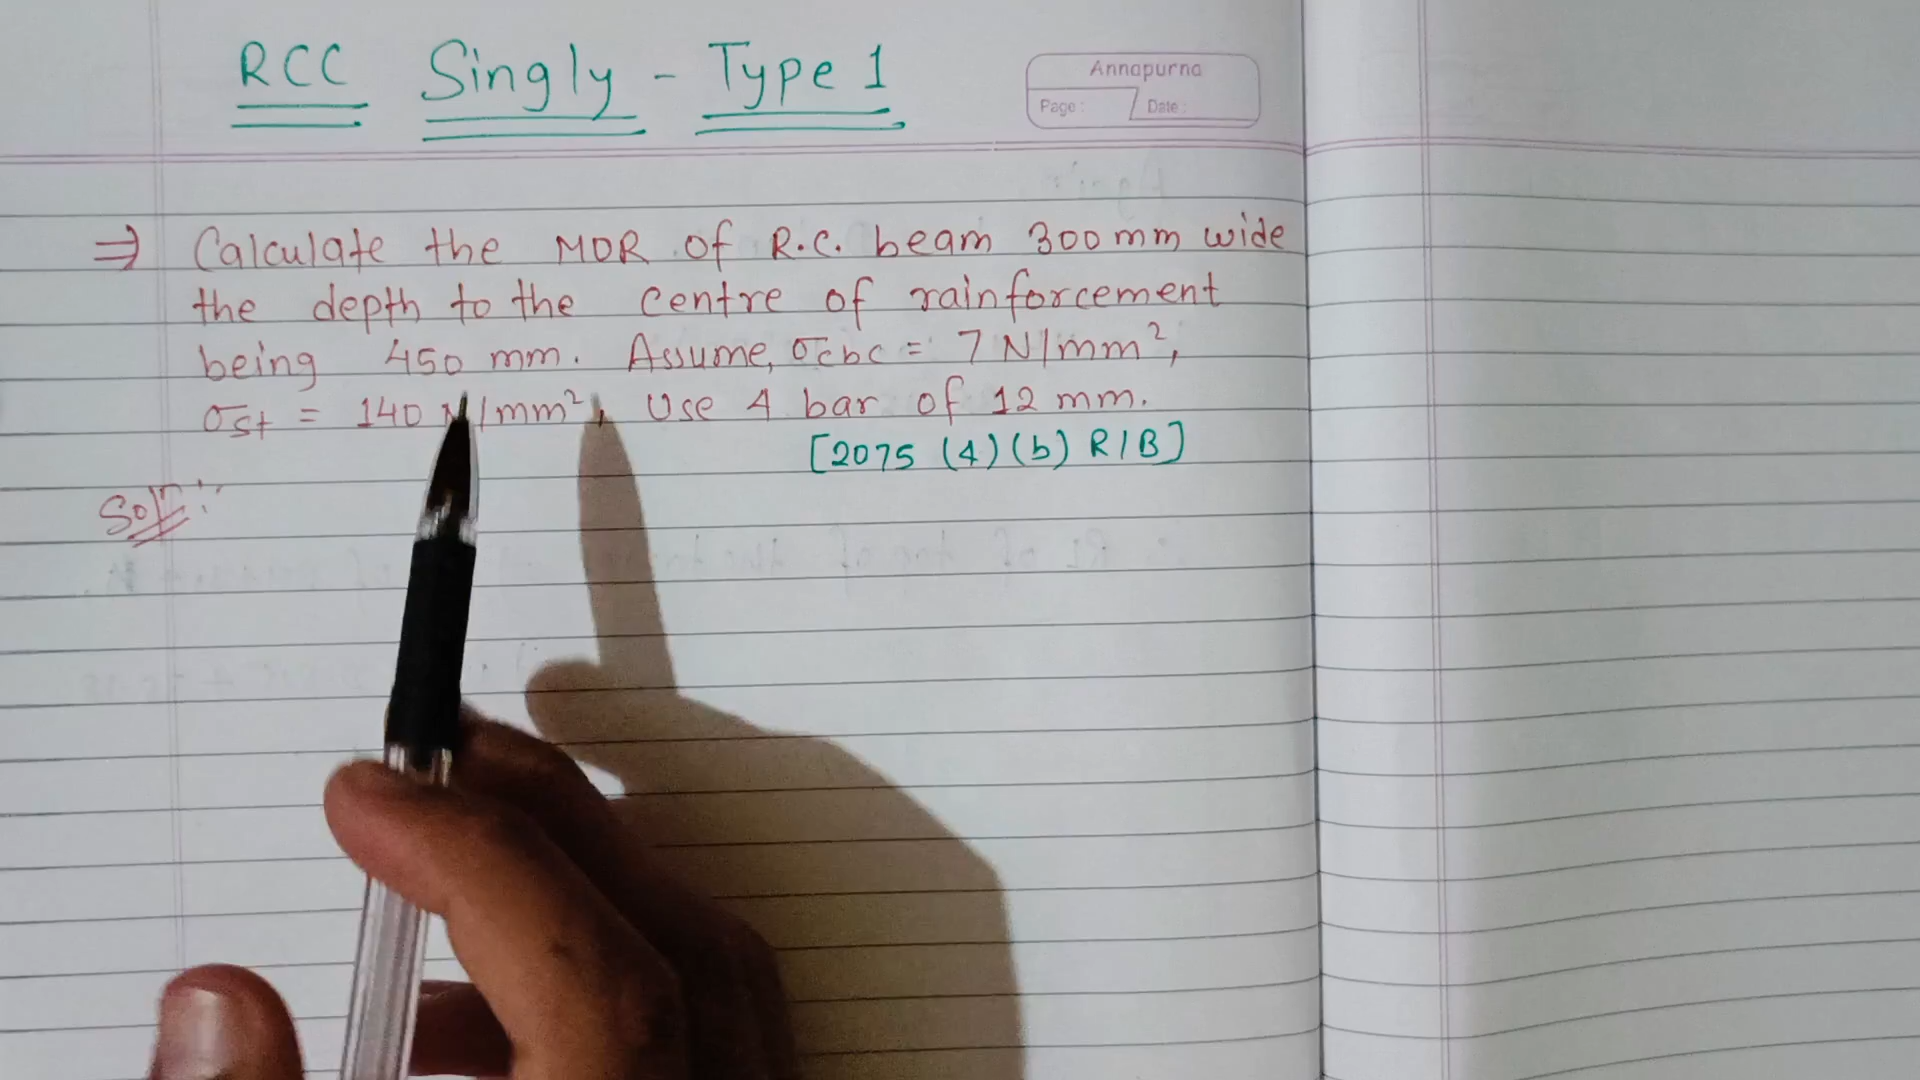 RCC Singly - Type 1
Annapurna
Page : Date :
⇒ Calculate the MOR of R.C. beam 300 mm wide
the depth to the centre of rainforcement
being 450 mm. Assume, σcbc = 7 N/mm²,
σst = 140 N/mm², Use 4 bar of 12 mm.
[2075 (4)(b) R/B]
Solⁿ: